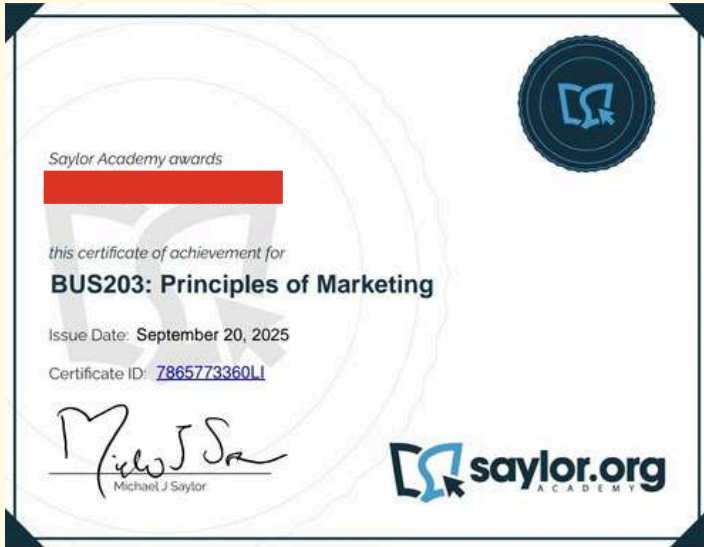 Saylor Academy awards
this certificate of achievement for
BUS203: Principles of Marketing
Issue Date: September 20, 2025
Certificate ID: 7865773360LI
Michael J Saylor
saylor.org
ACADEMY